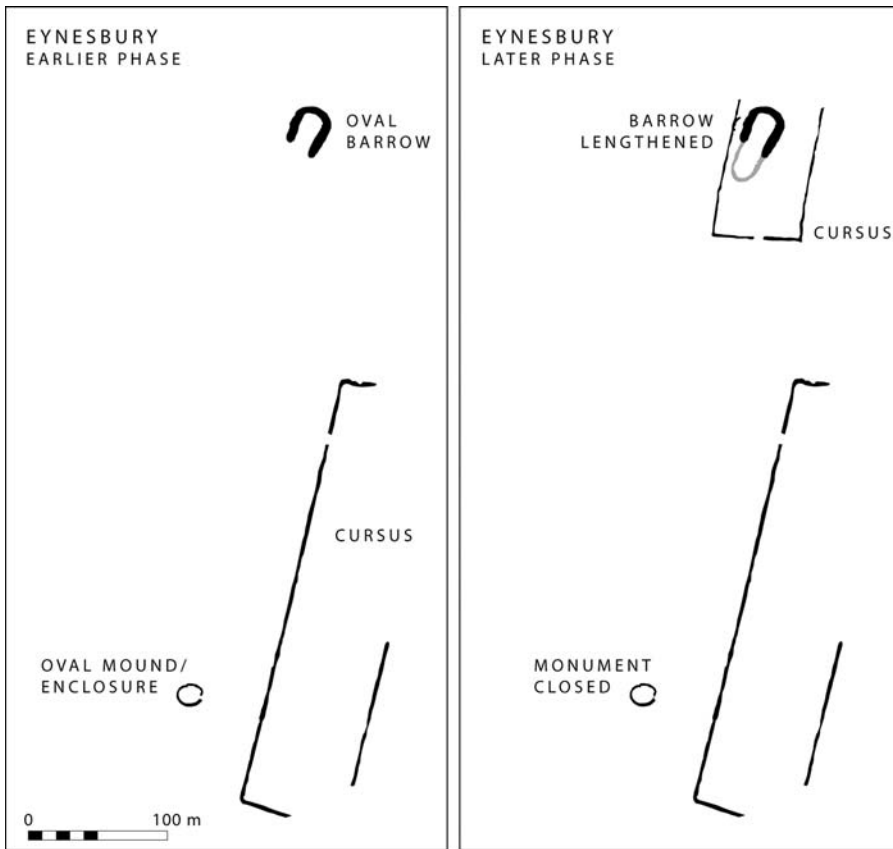 EYNESBURY
EARLIER PHASE
OVAL
BARROW
CURSUS
OVAL MOUND/
ENCLOSURE
0 100 m
EYNESBURY
LATER PHASE
BARROW
LENGTHENED
CURSUS
MONUMENT
CLOSED